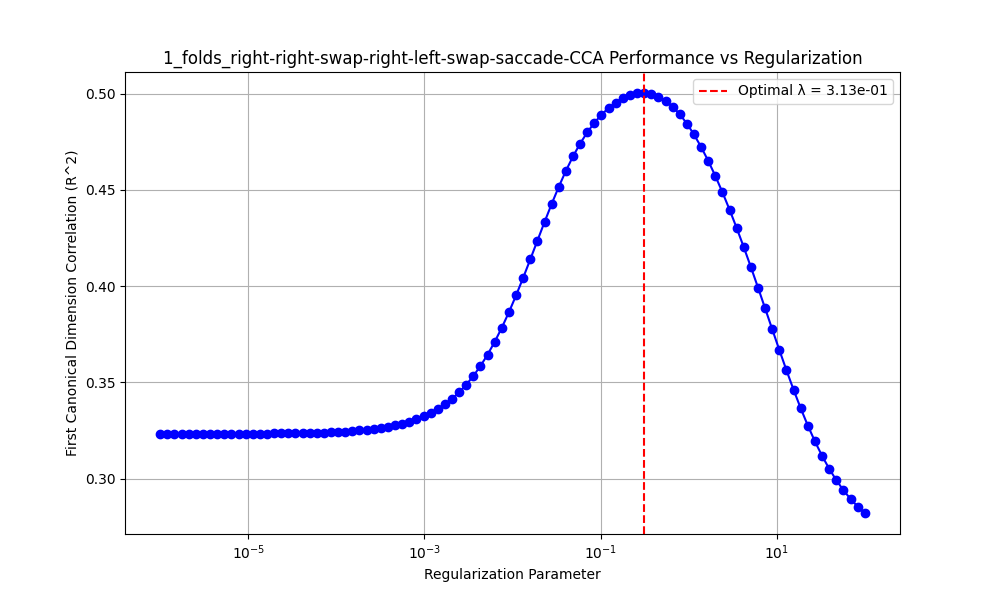 1_folds_right-right-swap-right-left-swap-saccade-CCA Performance vs Regularization
Optimal λ = 3.13e-01
First Canonical Dimension Correlation (R^2)
0.50
0.45
0.40
0.35
0.30
10⁻⁵
10⁻³
10⁻¹
10¹
Regularization Parameter